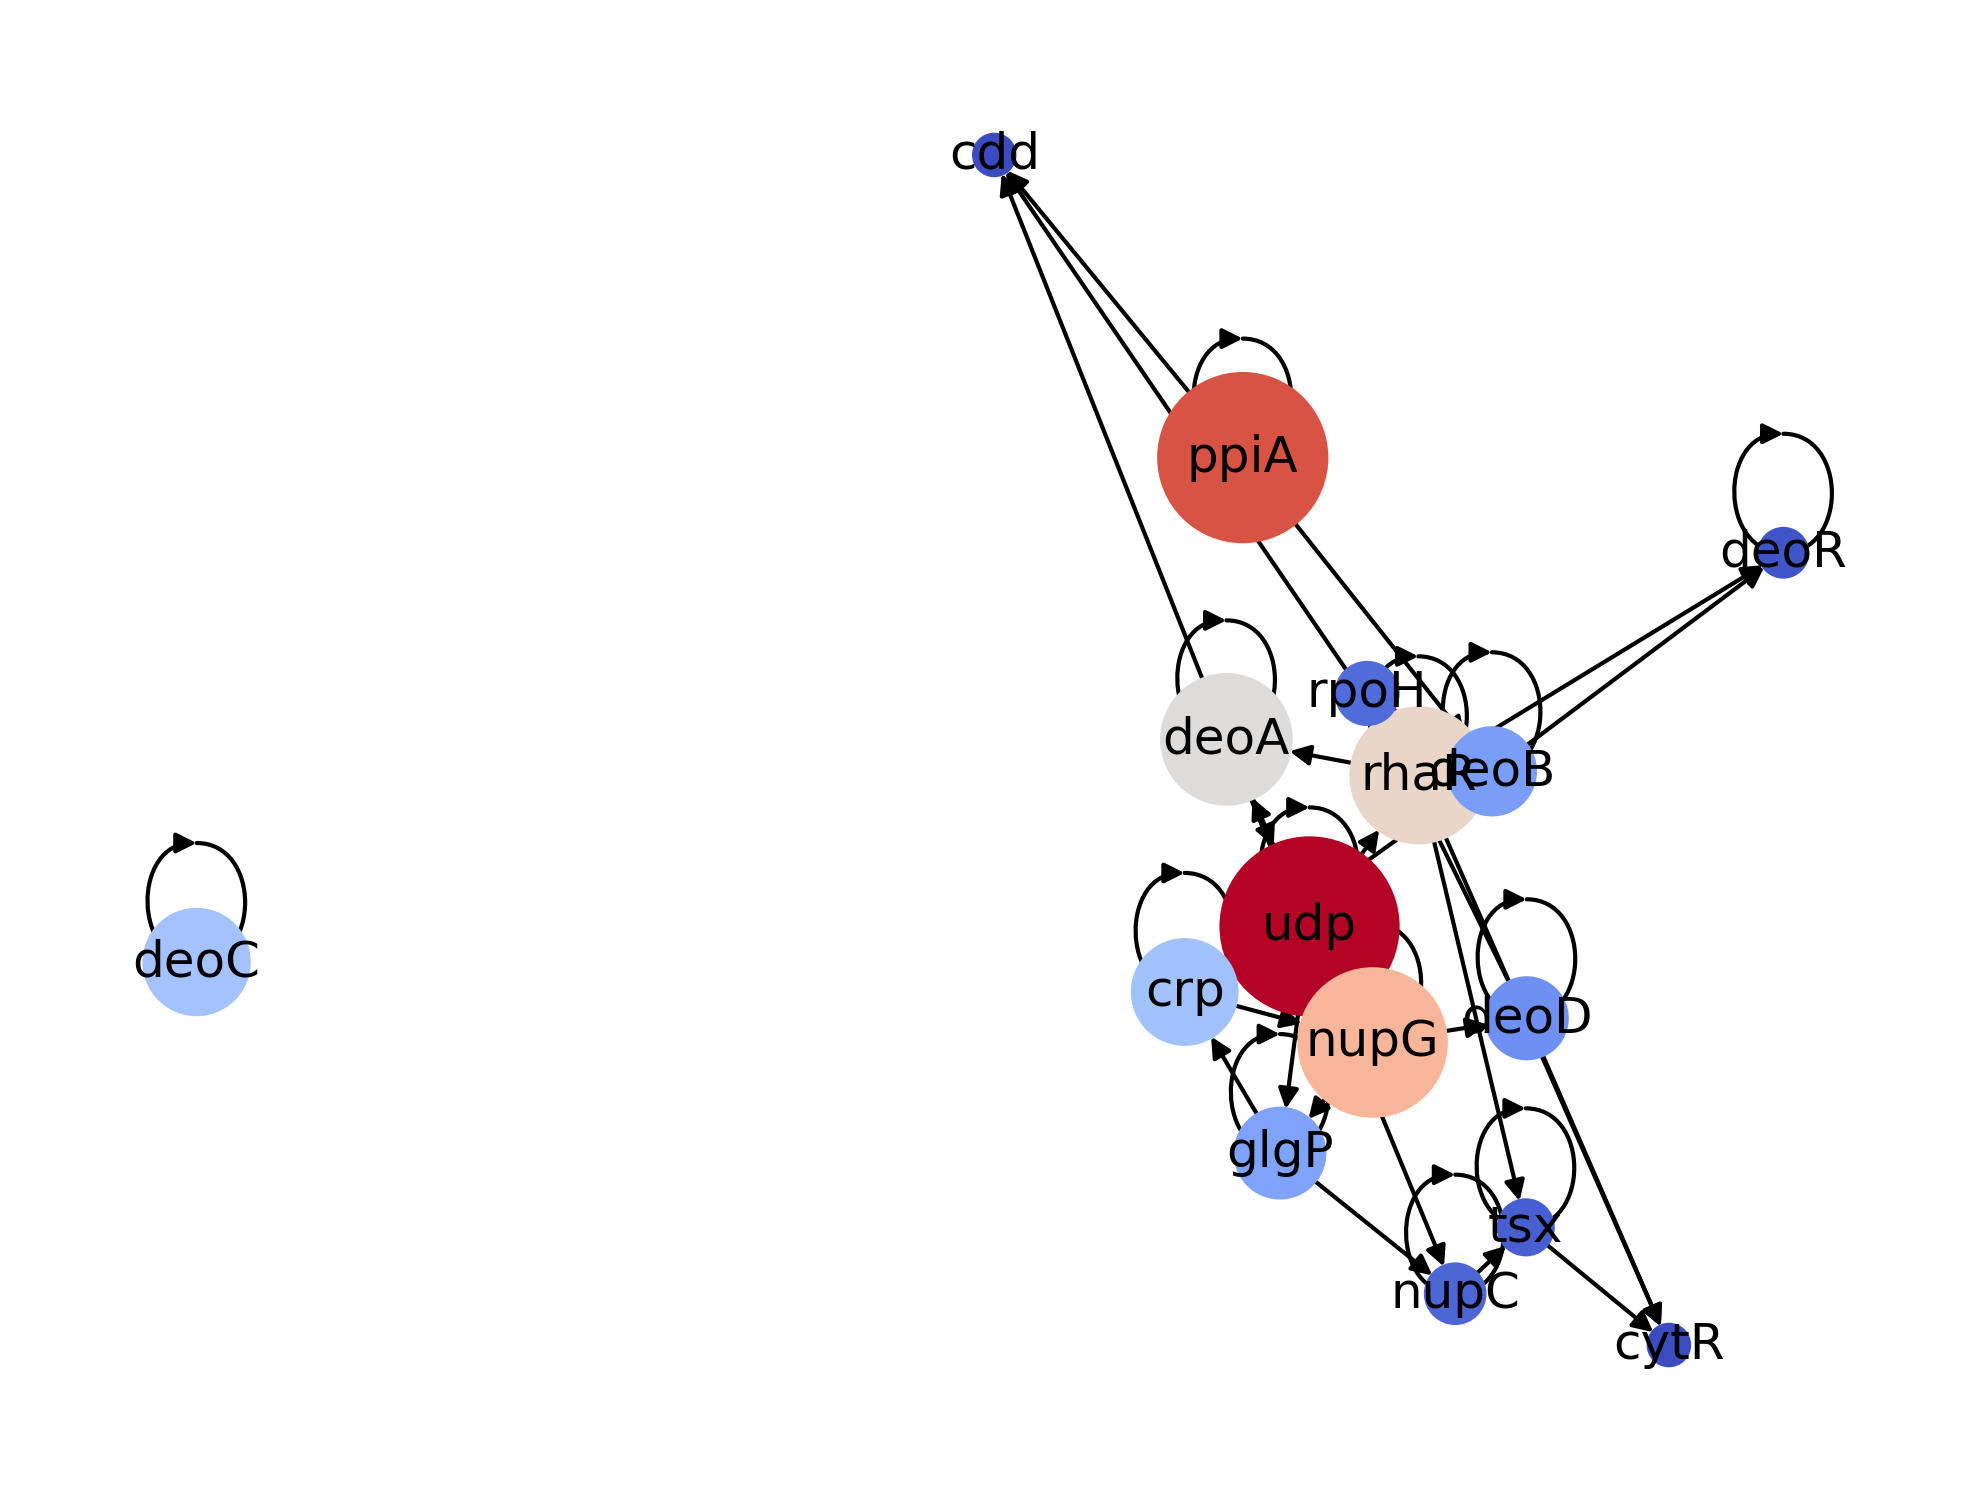 cdd
ppiA
deoR
rpoH
deoA
rhaR
deoB
udp
deoC
crp
deoD
nupG
glgP
tsx
nupC
cytR